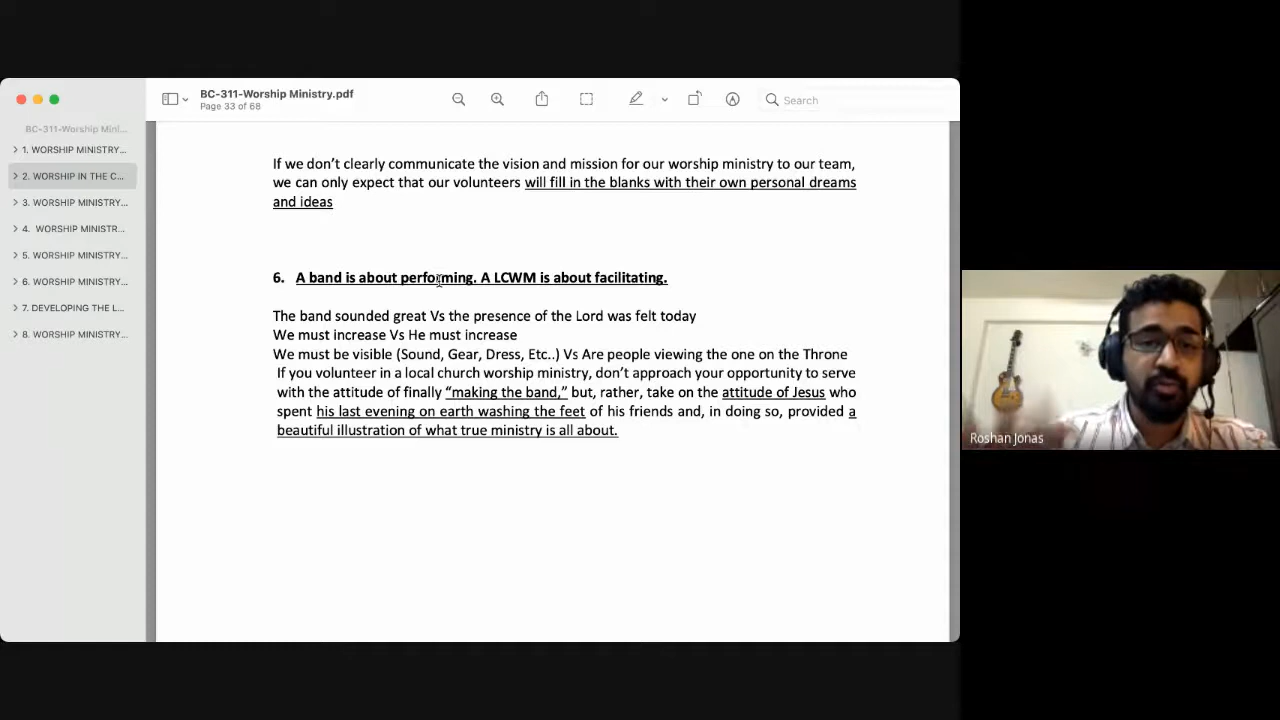 BC-311-Worship Ministry.pdf
Page 33 of 68
Search
BC-311-Worship Mini...
1. WORSHIP MINISTRY...
2. WORSHIP IN THE C...
3. WORSHIP MINISTRY...
4. WORSHIP MINISTR...
5. WORSHIP MINISTRY...
6. WORSHIP MINISTRY...
7. DEVELOPING THE L...
8. WORSHIP MINISTRY...
If we don't clearly communicate the vision and mission for our worship ministry to our team,
we can only expect that our volunteers will fill in the blanks with their own personal dreams
and ideas
6. A band is about performing. A LCWM is about facilitating.
The band sounded great Vs the presence of the Lord was felt today
We must increase Vs He must increase
We must be visible (Sound, Gear, Dress, Etc..) Vs Are people viewing the one on the Throne
If you volunteer in a local church worship ministry, don't approach your opportunity to serve
with the attitude of finally “making the band,” but, rather, take on the attitude of Jesus who
spent his last evening on earth washing the feet of his friends and, in doing so, provided a
beautiful illustration of what true ministry is all about.
Roshan Jonas